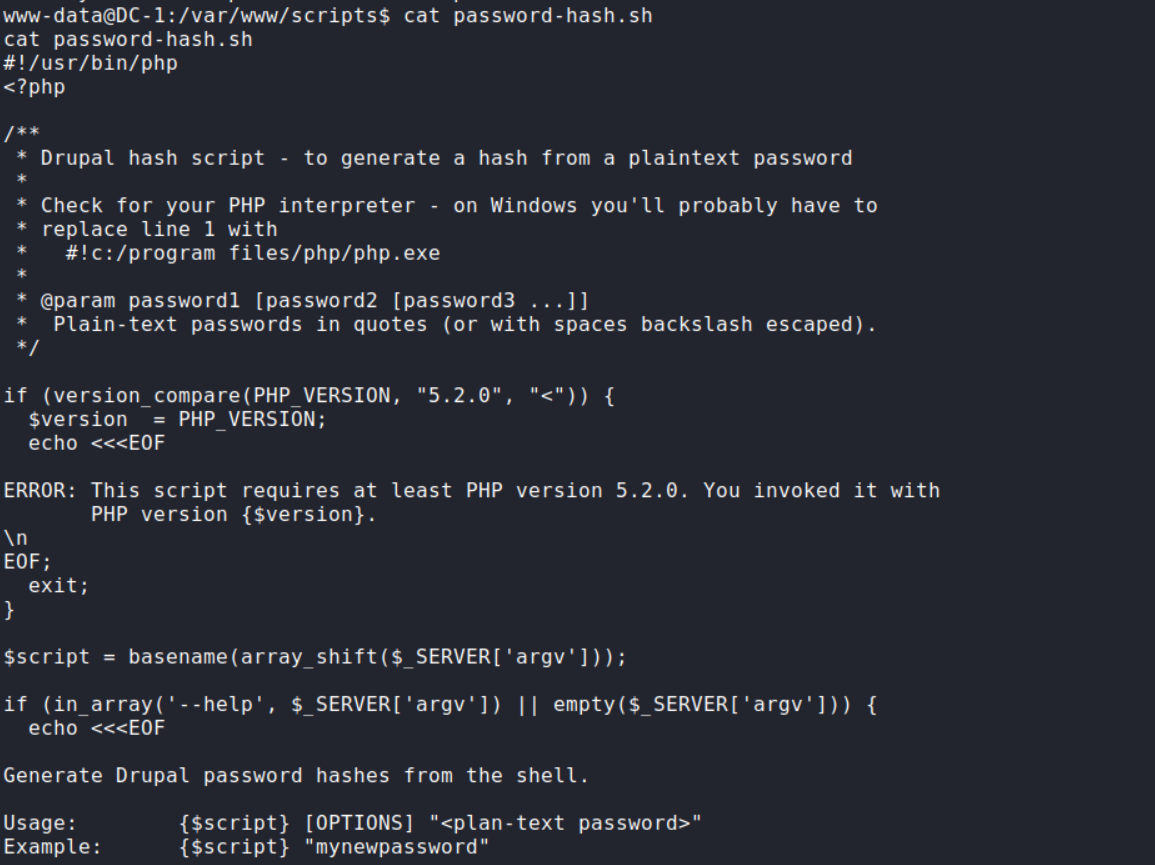 www-data@DC-1:/var/www/scripts$ cat password-hash.sh
cat password-hash.sh
#!/usr/bin/php
<?php

/**
 * Drupal hash script - to generate a hash from a plaintext password
 *
 * Check for your PHP interpreter - on Windows you'll probably have to
 * replace line 1 with
 *   #!c:/program files/php/php.exe
 *
 * @param password1 [password2 [password3 ...]]
 *  Plain-text passwords in quotes (or with spaces backslash escaped).
 */

if (version_compare(PHP_VERSION, "5.2.0", "<")) {
  $version  = PHP_VERSION;
  echo <<<EOF

ERROR: This script requires at least PHP version 5.2.0. You invoked it with
       PHP version {$version}.
\n
EOF;
  exit;
}

$script = basename(array_shift($_SERVER['argv']));

if (in_array('--help', $_SERVER['argv']) || empty($_SERVER['argv'])) {
  echo <<<EOF

Generate Drupal password hashes from the shell.

Usage:        {$script} [OPTIONS] "<plan-text password>"
Example:      {$script} "mynewpassword"